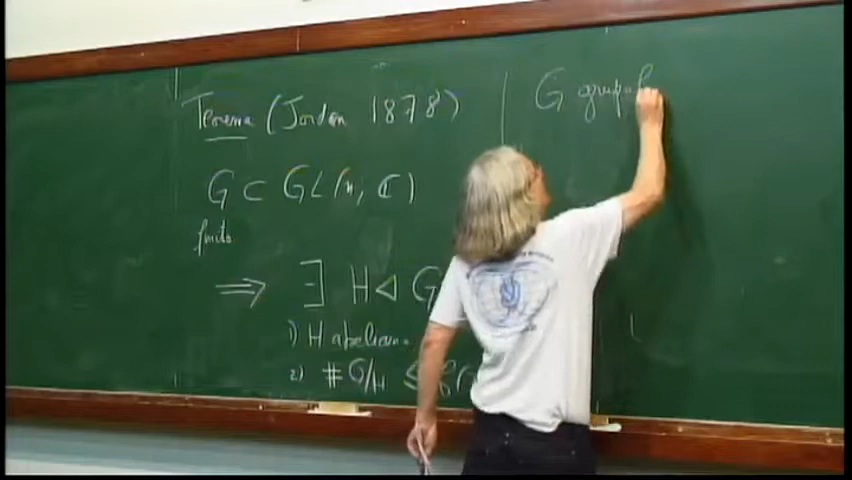 Teorema (Jordan 1878)
G ⊂ GL(n, ℂ)
finito
⟹ ∃ H ◁ G
1) H abeliano
2) # G/H ≤ f(
G grupo f